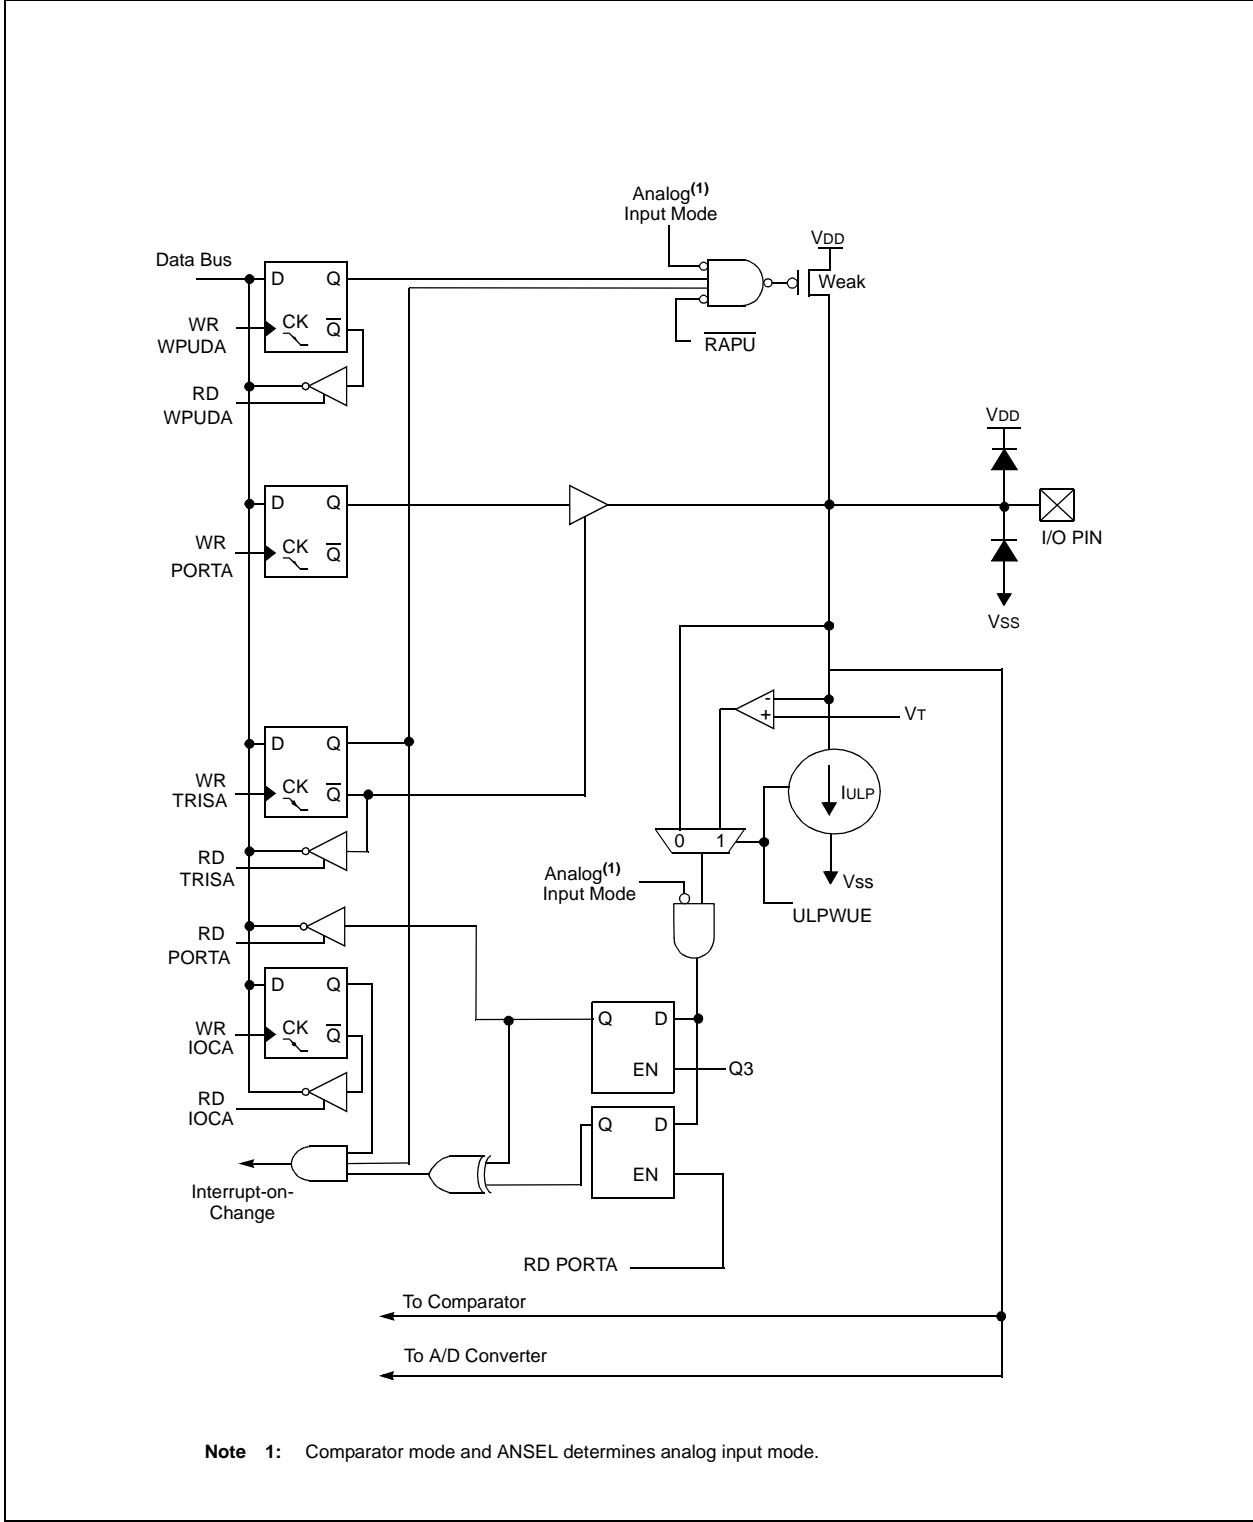 Analog(1)
Input Mode
VDD
Data Bus
D Q
Weak
WR
WPUDA
CK Q
RAPU
RD
WPUDA
VDD
D Q
I/O PIN
WR
PORTA
CK Q
VSS
-
+
VT
D Q
WR
TRISA
CK Q
IULP
0 1
RD
TRISA
Analog(1)
Input Mode
VSS
ULPWUE
RD
PORTA
D Q
Q D
WR
IOCA
CK Q
EN
Q3
RD
IOCA
Q D
EN
Interrupt-on-
Change
RD PORTA
To Comparator
To A/D Converter
Note 1: Comparator mode and ANSEL determines analog input mode.